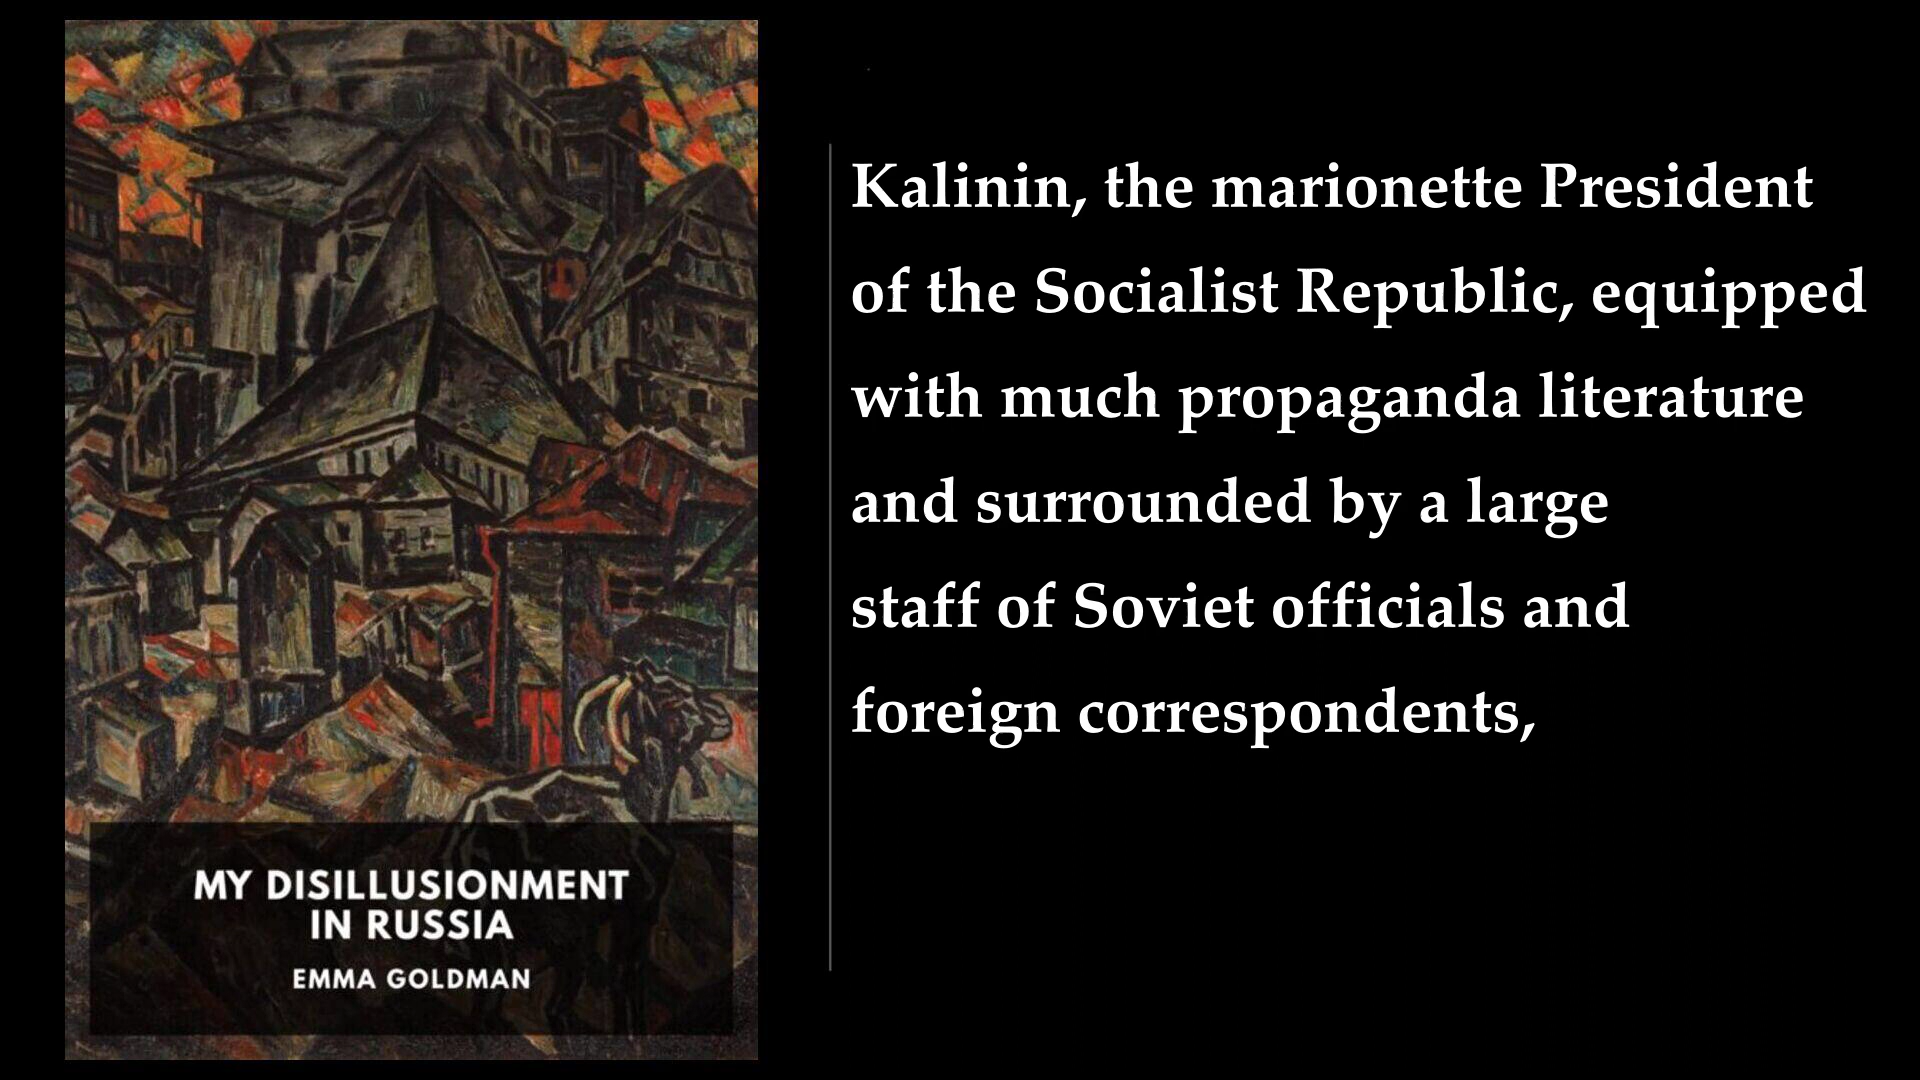 Kalinin, the marionette President
of the Socialist Republic, equipped
with much propaganda literature
and surrounded by a large
staff of Soviet officials and
foreign correspondents,
MY DISILLUSIONMENT
IN RUSSIA
EMMA GOLDMAN